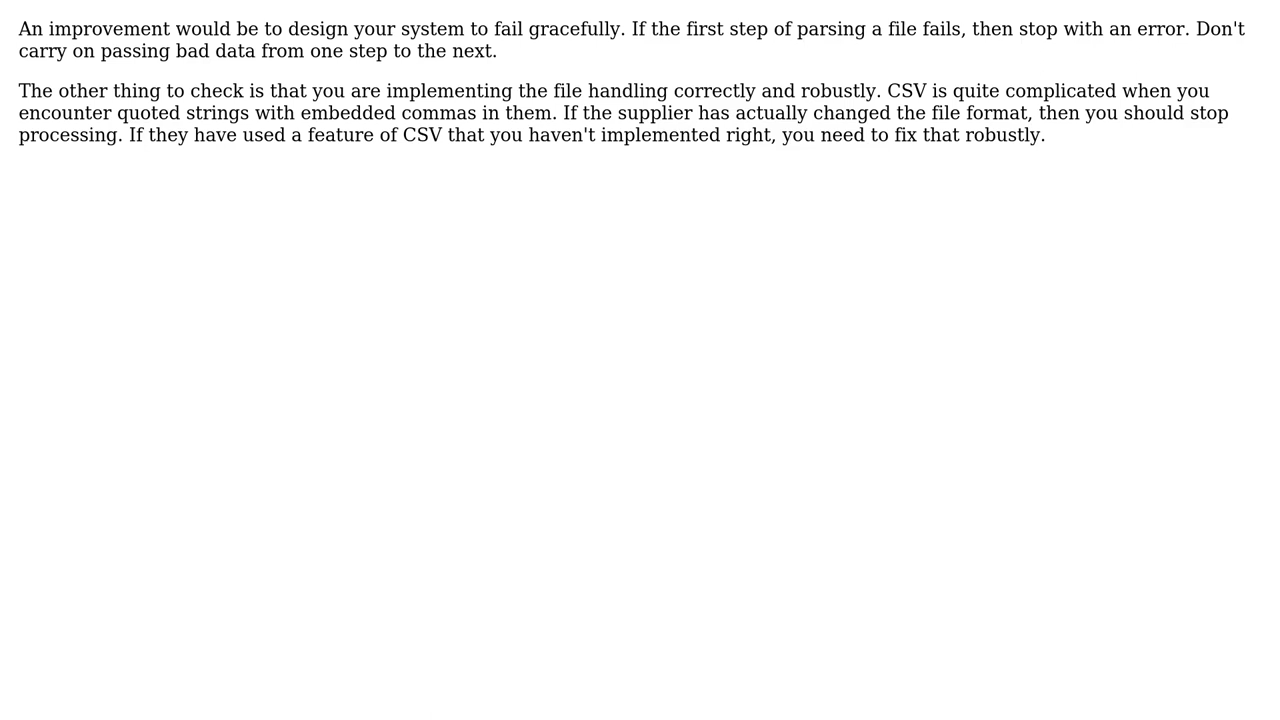 An improvement would be to design your system to fail gracefully. If the first step of parsing a file fails, then stop with an error. Don't
carry on passing bad data from one step to the next.
The other thing to check is that you are implementing the file handling correctly and robustly. CSV is quite complicated when you
encounter quoted strings with embedded commas in them. If the supplier has actually changed the file format, then you should stop
processing. If they have used a feature of CSV that you haven't implemented right, you need to fix that robustly.